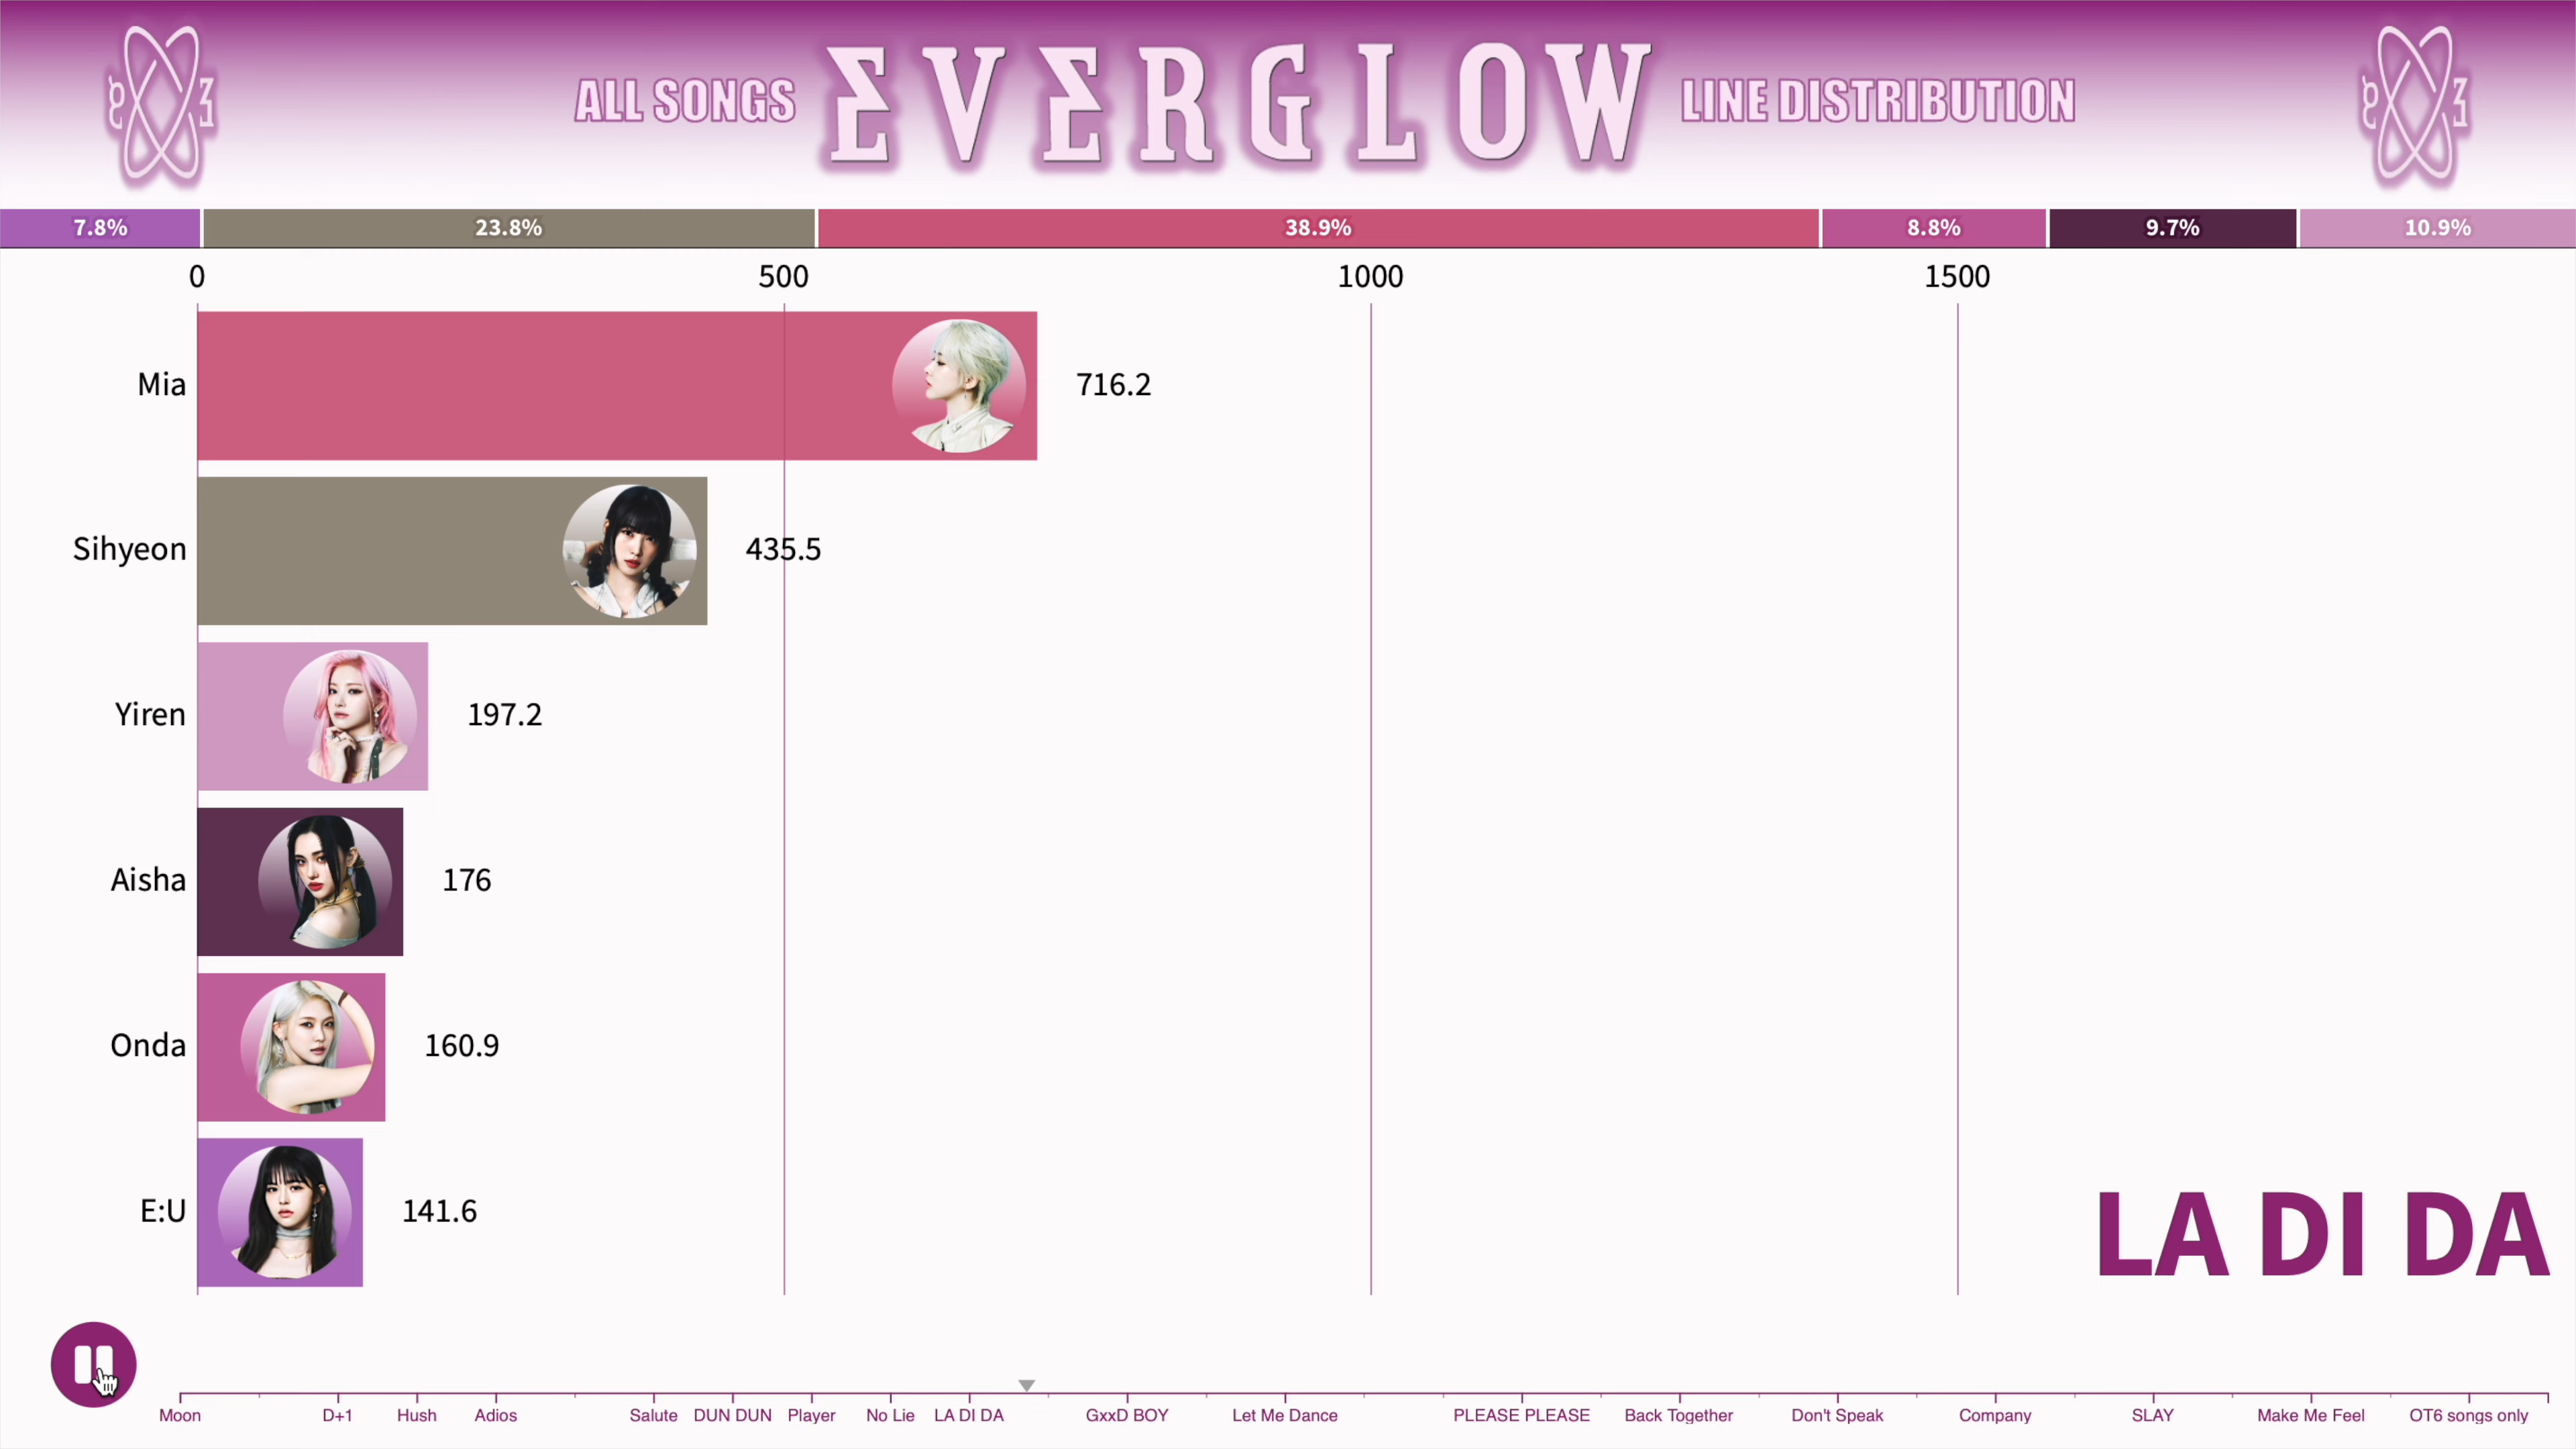 ALL SONGS EVERGLOW LINE DISTRIBUTION
7.8% 23.8% 38.9% 8.8% 9.7% 10.9%
0 500 1000 1500
Mia 716.2
Sihyeon 435.5
Yiren 197.2
Aisha 176
Onda 160.9
E:U 141.6
LA DI DA
Moon D+1 Hush Adios Salute DUN DUN Player No Lie LA DI DA GxxD BOY Let Me Dance PLEASE PLEASE Back Together Don't Speak Company SLAY Make Me Feel OT6 songs only